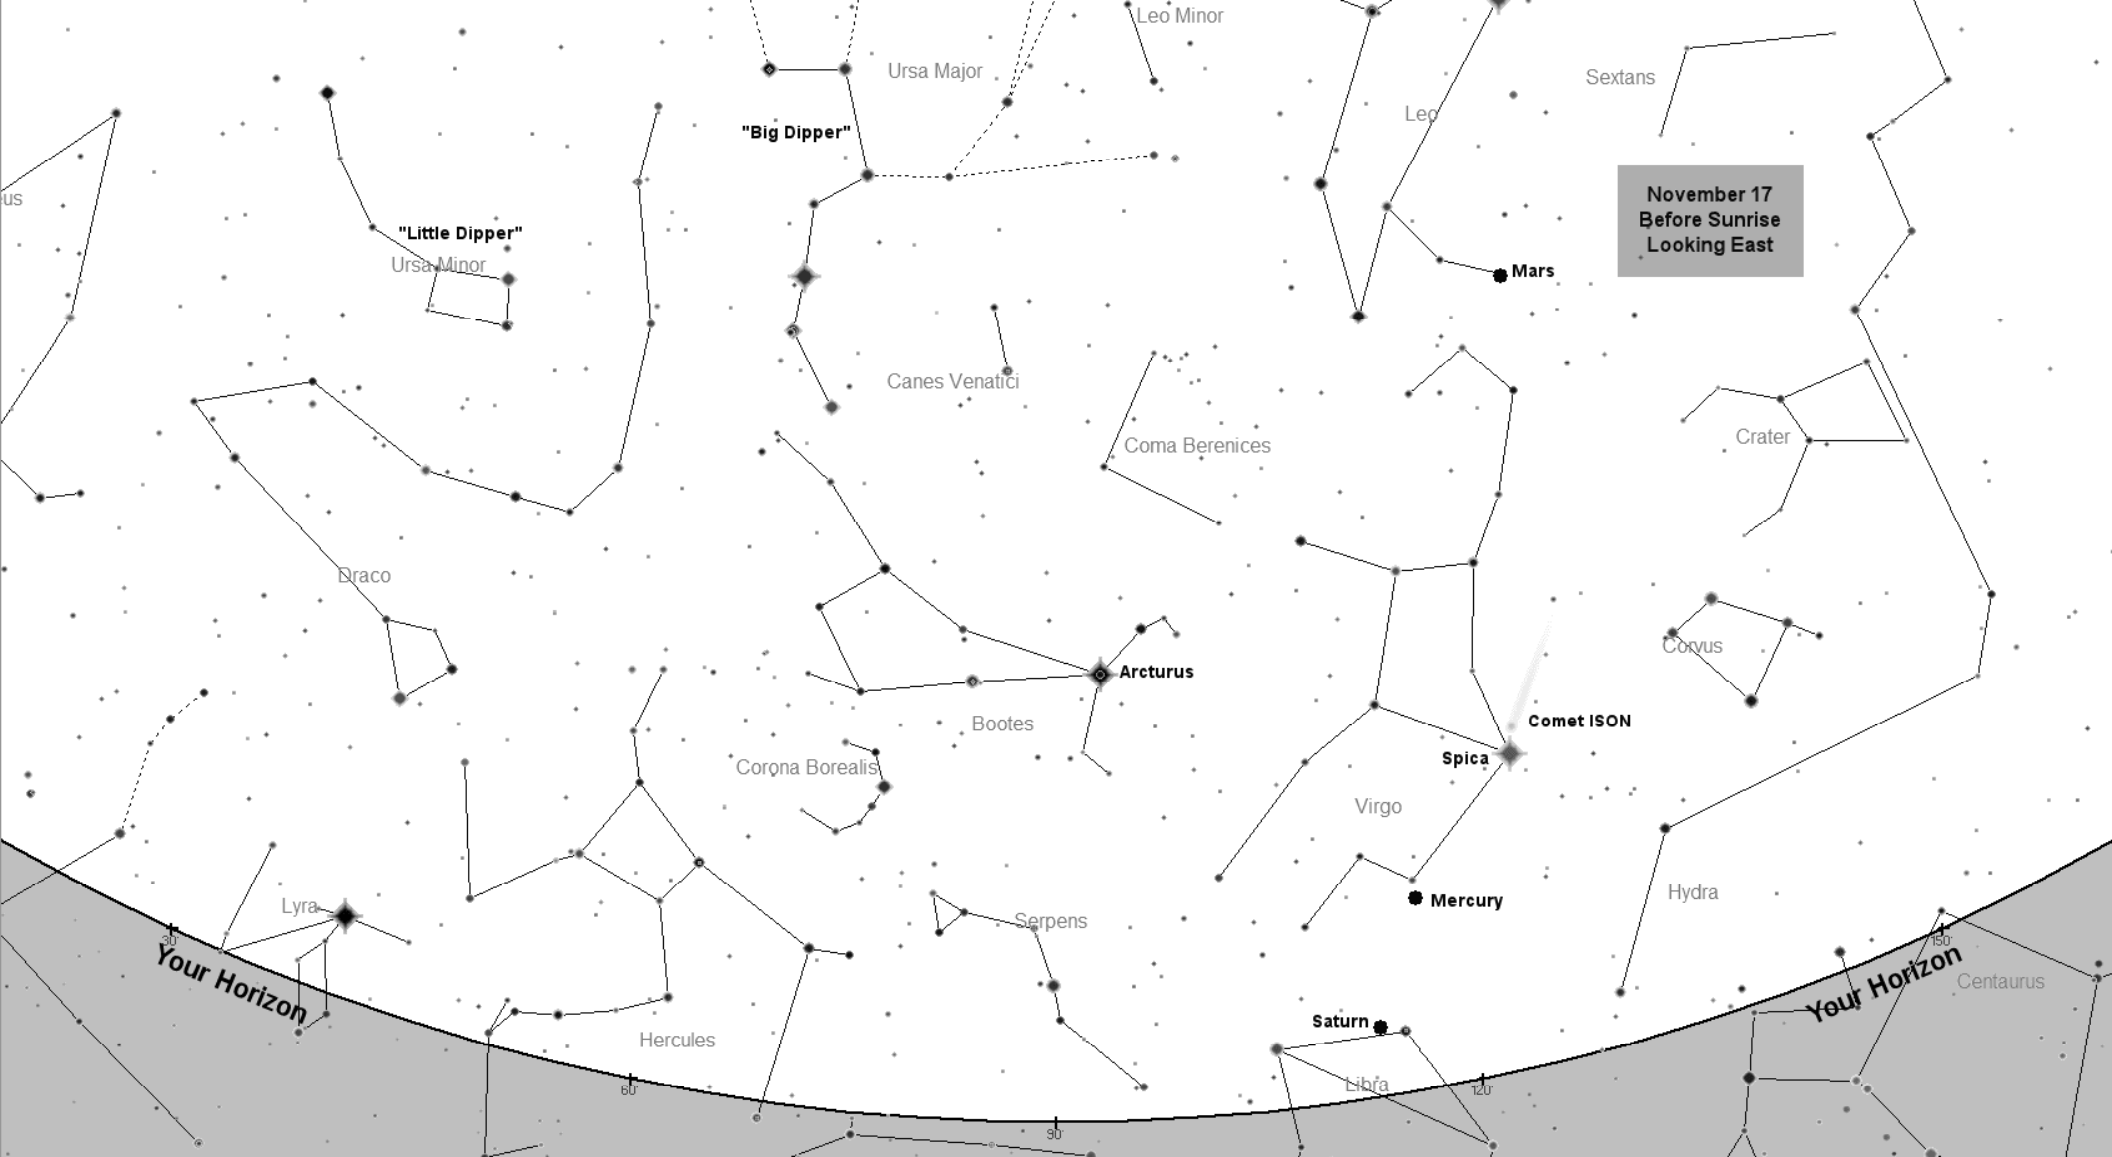 Leo Minor
Ursa Major
Sextans
Leo
"Big Dipper"
November 17
Before Sunrise
Looking East
eus
"Little Dipper"
Ursa Minor
Mars
Canes Venatici
Coma Berenices
Crater
Draco
Corvus
Arcturus
Bootes
Comet ISON
Spica
Corona Borealis
Virgo
Mercury
Hydra
Lyra
Serpens
30
Your Horizon
150
Your Horizon
Centaurus
Saturn
Hercules
Libra
60
120
90